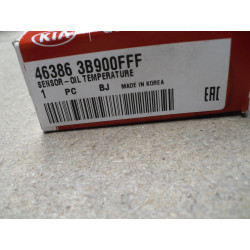 KIA
46386 3B900FFF
SENSOR-OIL TEMPERATURE
1 PC BJ MADE IN KOREA
EAC